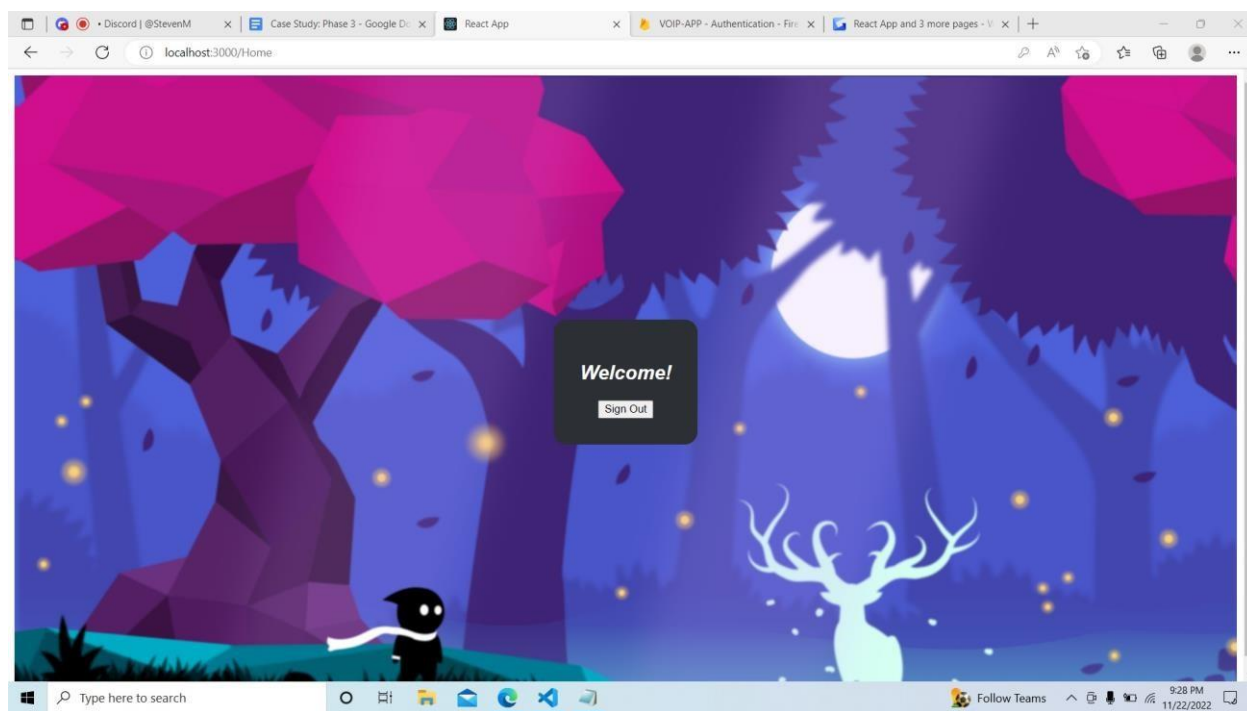 • Discord | @StevenM
Case Study: Phase 3 - Google Do
React App
VOIP-APP - Authentication - Fire
React App and 3 more pages -
localhost:3000/Home
Welcome!
Sign Out
Type here to search
Follow Teams
9:28 PM
11/22/2022